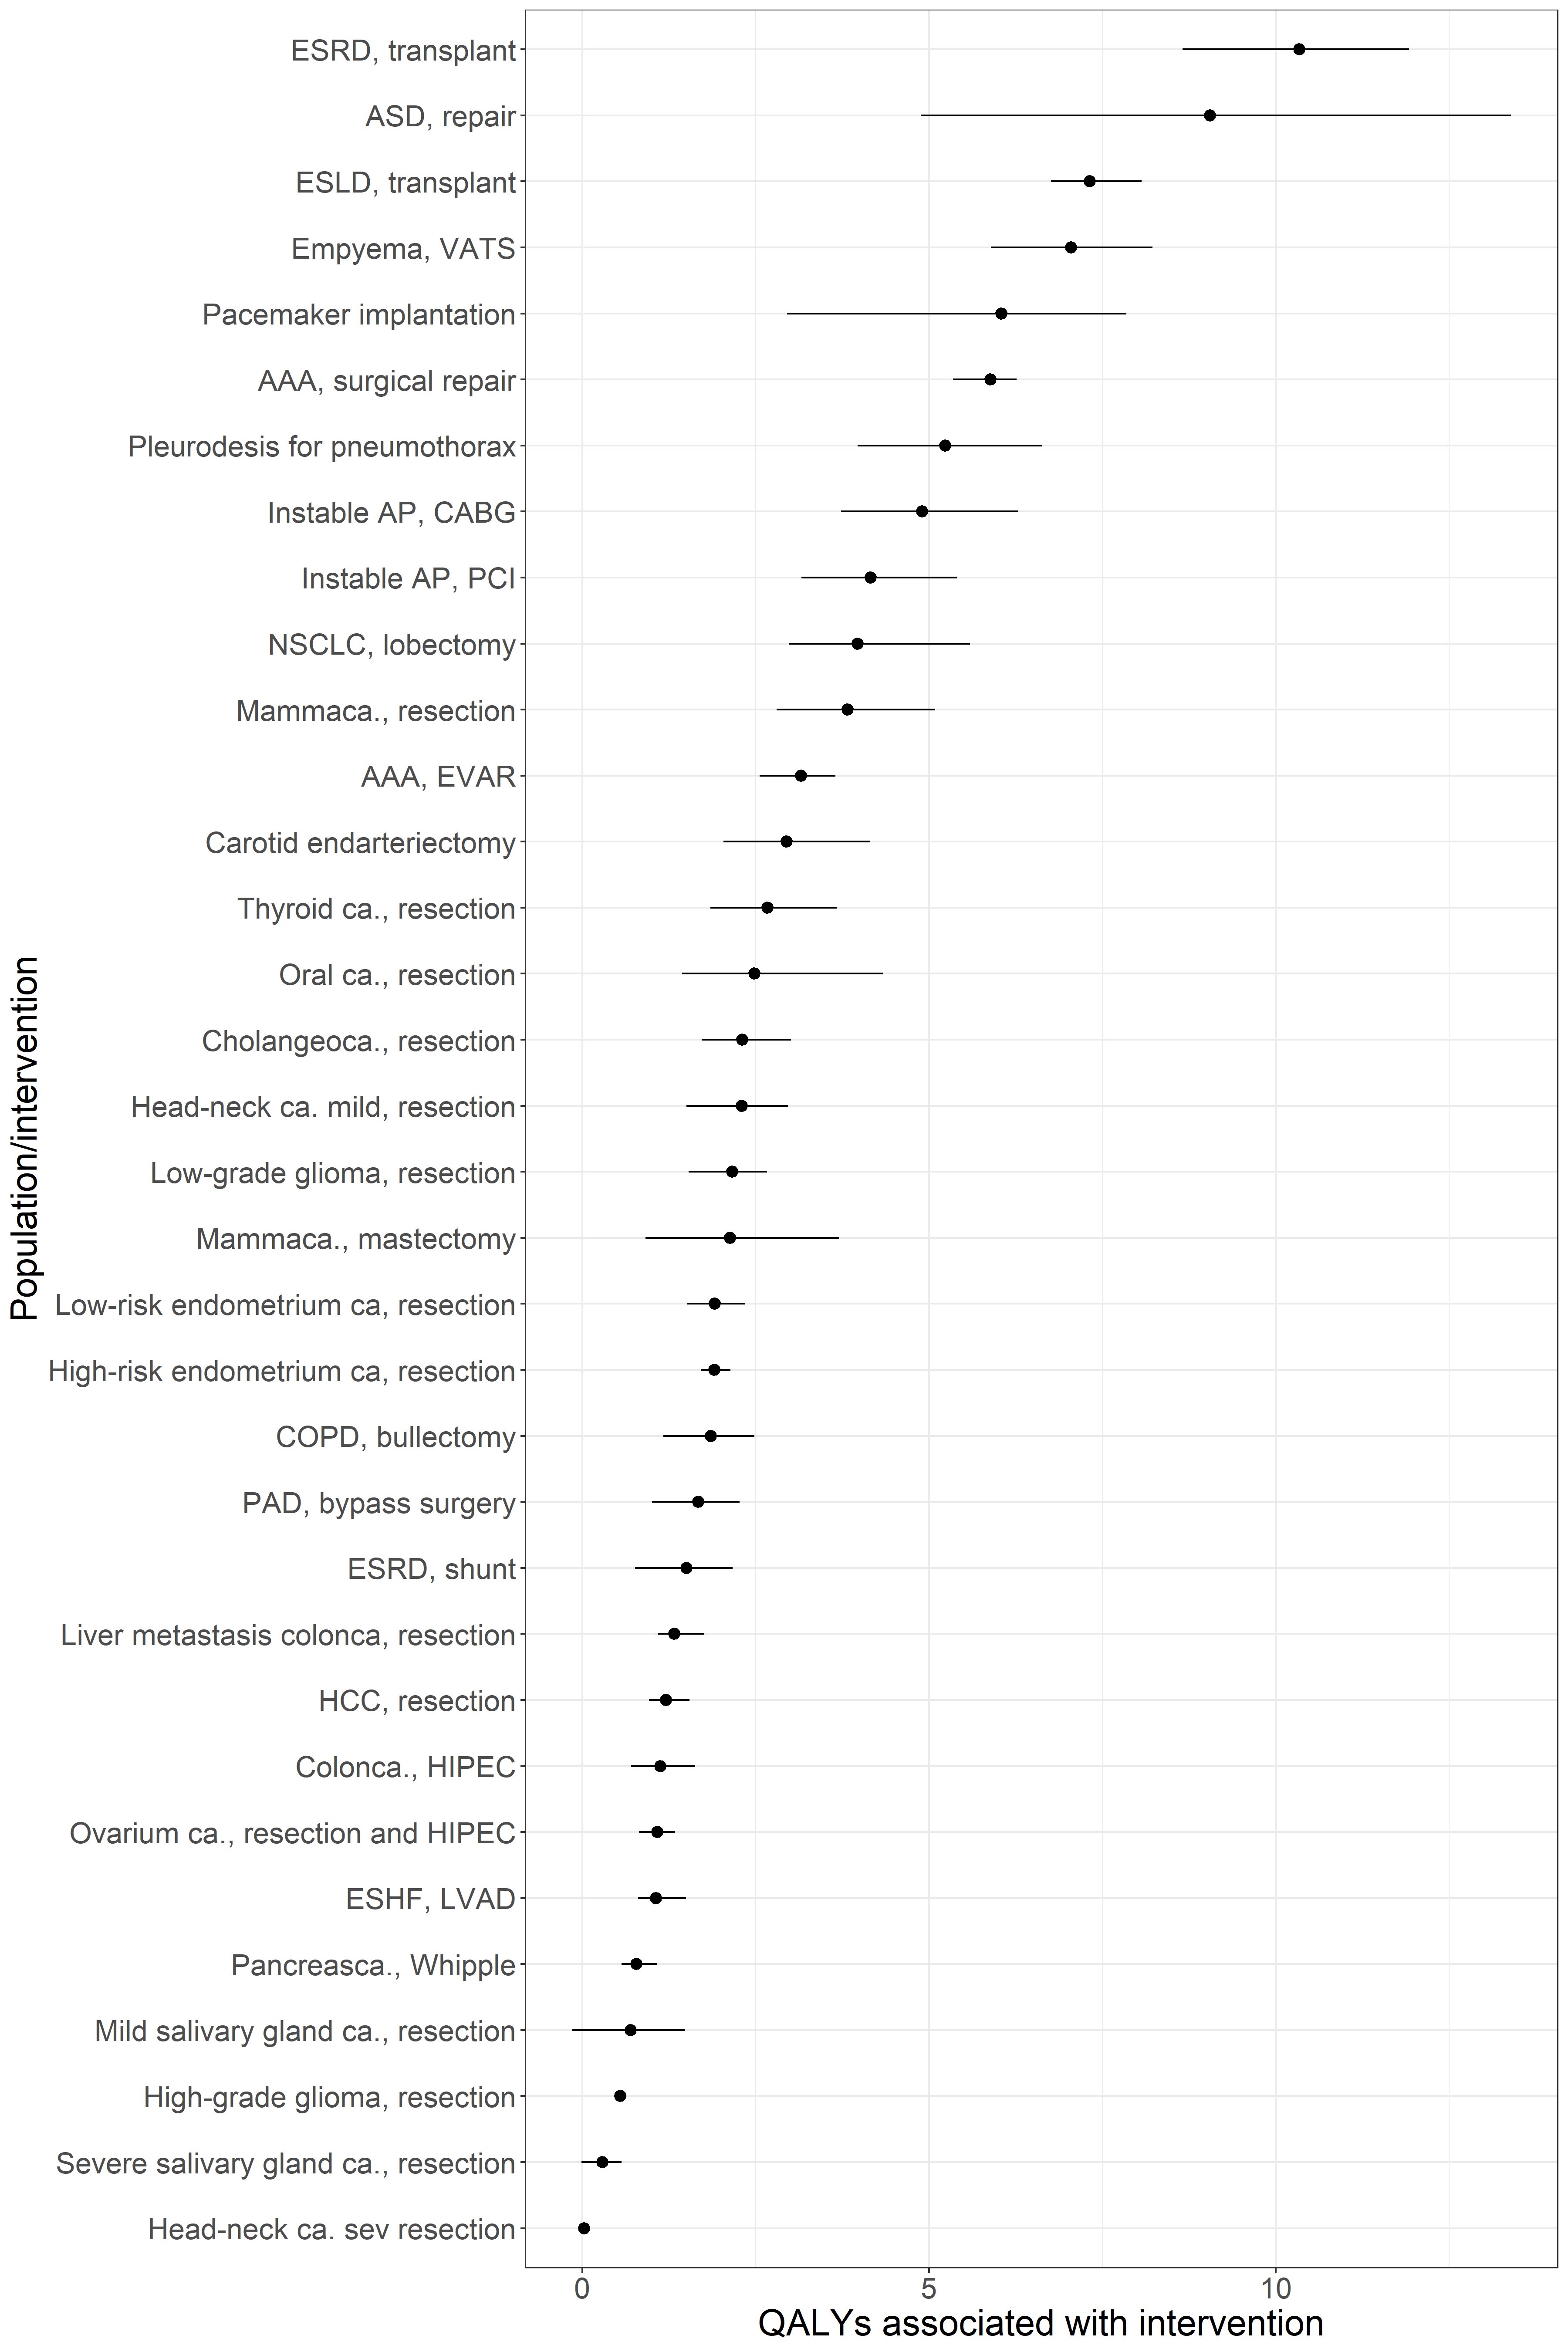 ESRD, transplant
ASD, repair
ESLD, transplant
Empyema, VATS
Pacemaker implantation
AAA, surgical repair
Pleurodesis for pneumothorax
Instable AP, CABG
Instable AP, PCI
NSCLC, lobectomy
Mammaca., resection
AAA, EVAR
Carotid endarteriectomy
Thyroid ca., resection
Oral ca., resection
Cholangeoca., resection
Head-neck ca. mild, resection
Low-grade glioma, resection
Mammaca., mastectomy
Low-risk endometrium ca, resection
High-risk endometrium ca, resection
COPD, bullectomy
PAD, bypass surgery
ESRD, shunt
Liver metastasis colonca, resection
HCC, resection
Colonca., HIPEC
Ovarium ca., resection and HIPEC
ESHF, LVAD
Pancreasca., Whipple
Mild salivary gland ca., resection
High-grade glioma, resection
Severe salivary gland ca., resection
Head-neck ca. sev resection
Population/intervention
0 5 10
QALYs associated with intervention